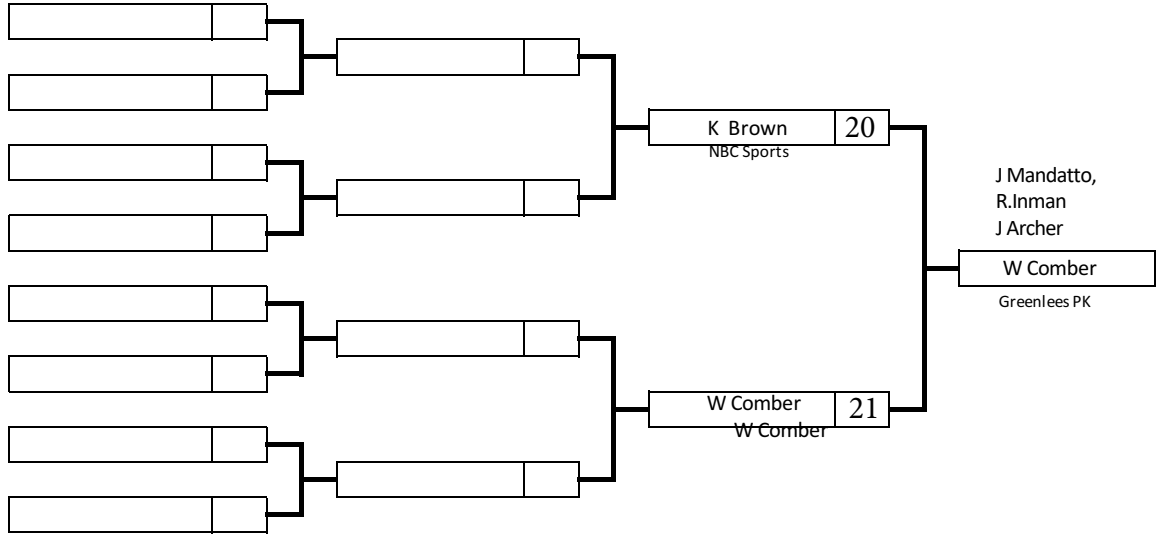 K Brown 20
NBC Sports
J Mandatto,
R.Inman
J Archer
W Comber
Greenlees PK
W Comber 21
W Comber